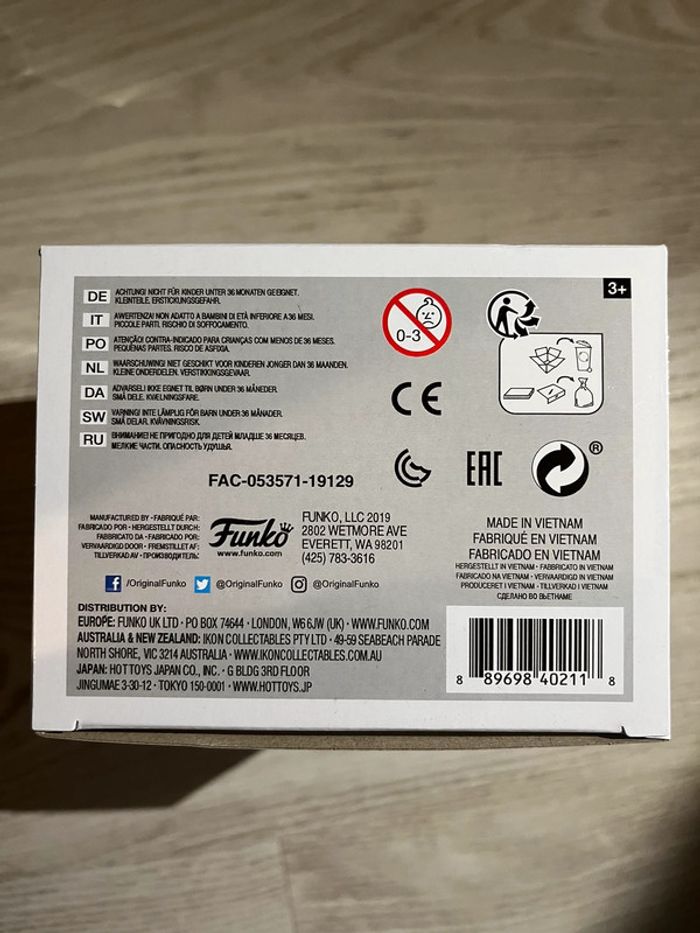 3+
DE ACHTUNG! NICHT FÜR KINDER UNTER 36 MONATEN GEEIGNET.
KLEINTEILE. ERSTICKUNGSGEFAHR.
IT AWERTENZA! NON ADATTO A BAMBINI DI ETÀ INFERIORE A 36 MESI.
PICCOLE PARTI. RISCHIO DI SOFFOCAMENTO.
PO ATENÇÃO! CONTRA-INDICADO PARA CRIANÇAS COM MENOS DE 36 MESES.
PEQUENAS PARTES. RISCO DE ASFIXIA.
NL WAARSCHUWING! NIET GESCHIKT VOOR KINDEREN JONGER DAN 36 MAANDEN.
KLEINE ONDERDELEN. VERSTIKKINGSGEVAAR.
DA ADVARSEL! IKKE EGNET TIL BØRN UNDER 36 MÅNEDER.
SMÅ DELE. KVÆLNINGSFARE.
SW VARNING! INTE LÄMPLIG FÖR BARN UNDER 36 MÅNADER.
SMÅ DELAR. KVÄVNINGSRISK.
RU ВНИМАНИЕ! НЕ ПРИГОДНО ДЛЯ ДЕТЕЙ МЛАДШЕ 36 МЕСЯЦЕВ.
МЕЛКИЕ ЧАСТИ. ОПАСНОСТЬ УДУШЬЯ.
0-3
CE
EAC
®
FAC-053571-19129
MANUFACTURED BY • FABRIQUÉ PAR:
FABRICADO POR • HERGESTELLT DURCH:
FABBRICATO DA • FABRICADO POR:
VERVAARDIGD DOOR • FREMSTILLET AF:
TILLVERKAD AV • ПРОИЗВОДИТЕЛЬ:
Funko
www.funko.com
FUNKO, LLC 2019
2802 WETMORE AVE
EVERETT, WA 98201
(425) 783-3616
/OriginalFunko @OriginalFunko @OriginalFunko
MADE IN VIETNAM
FABRIQUÉ EN VIETNAM
FABRICADO EN VIETNAM
HERGESTELLT IN VIETNAM • FABBRICATO IN VIETNAM
FABRICADO NA VIETNAM • VERVAARDIGD IN VIETNAM
PRODUCERET I VIETNAM • TILLVERKAD I VIETNAM
СДЕЛАНО ВО ВЬЕТНАМЕ
DISTRIBUTION BY:
EUROPE: FUNKO UK LTD • PO BOX 74644 • LONDON, W6 6JW (UK) • WWW.FUNKO.COM
AUSTRALIA & NEW ZEALAND: IKON COLLECTABLES PTY LTD • 49-59 SEABEACH PARADE
NORTH SHORE, VIC 3214 AUSTRALIA • WWW.IKONCOLLECTABLES.COM.AU
JAPAN: HOT TOYS JAPAN CO., INC. • G BLDG 3RD FLOOR
JINGUMAE 3-30-12 • TOKYO 150-0001 • WWW.HOTTOYS.JP
8 89698 40211 8